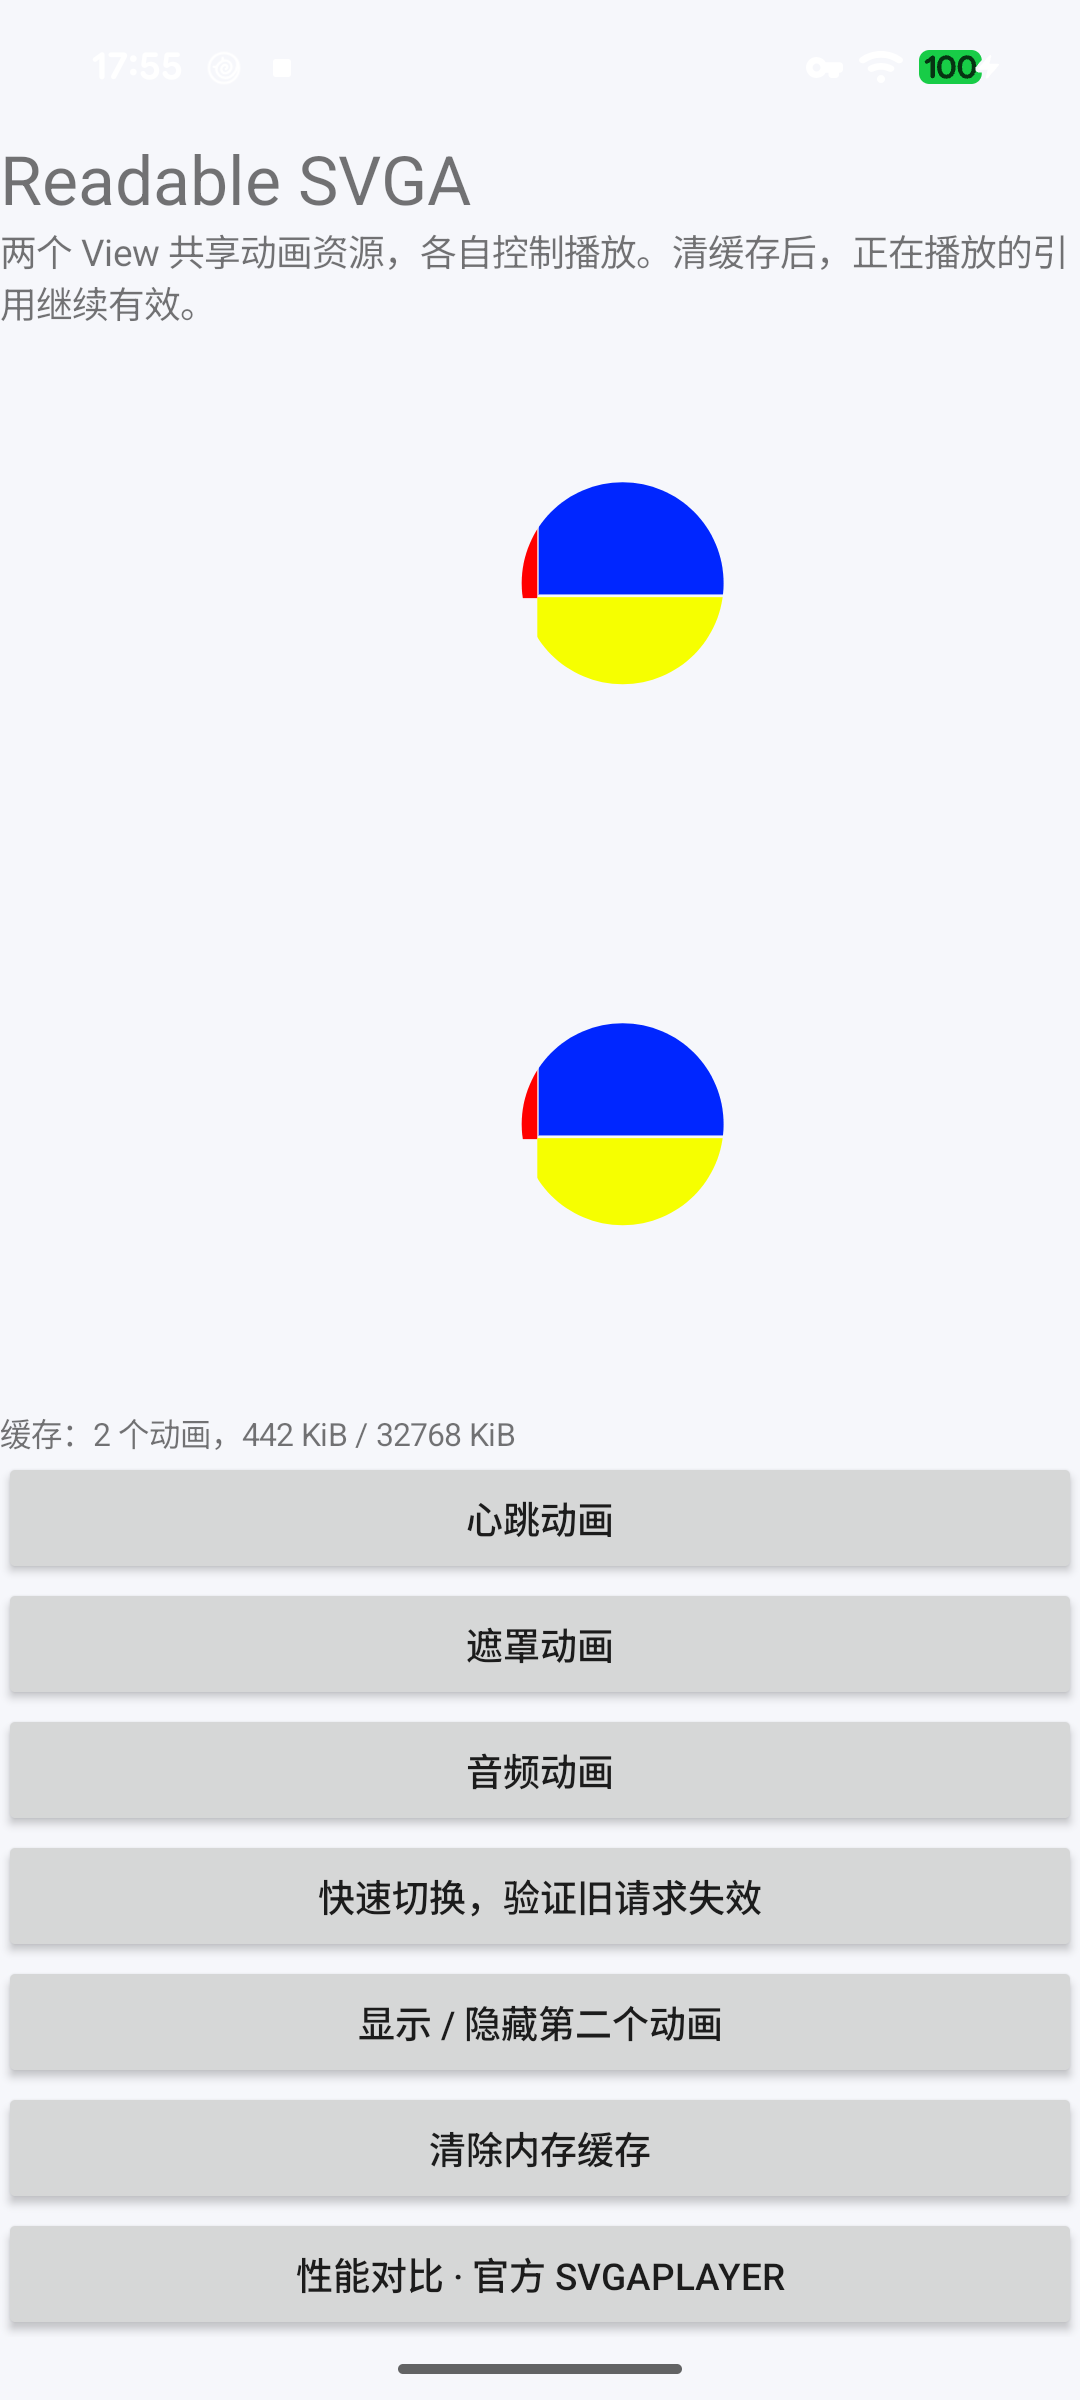 17:55
100
Readable SVGA
两个 View 共享动画资源，各自控制播放。清缓存后，正在播放的引
用继续有效。
缓存：2 个动画，442 KiB / 32768 KiB
心跳动画
遮罩动画
音频动画
快速切换，验证旧请求失效
显示 / 隐藏第二个动画
清除内存缓存
性能对比 · 官方 SVGAPLAYER